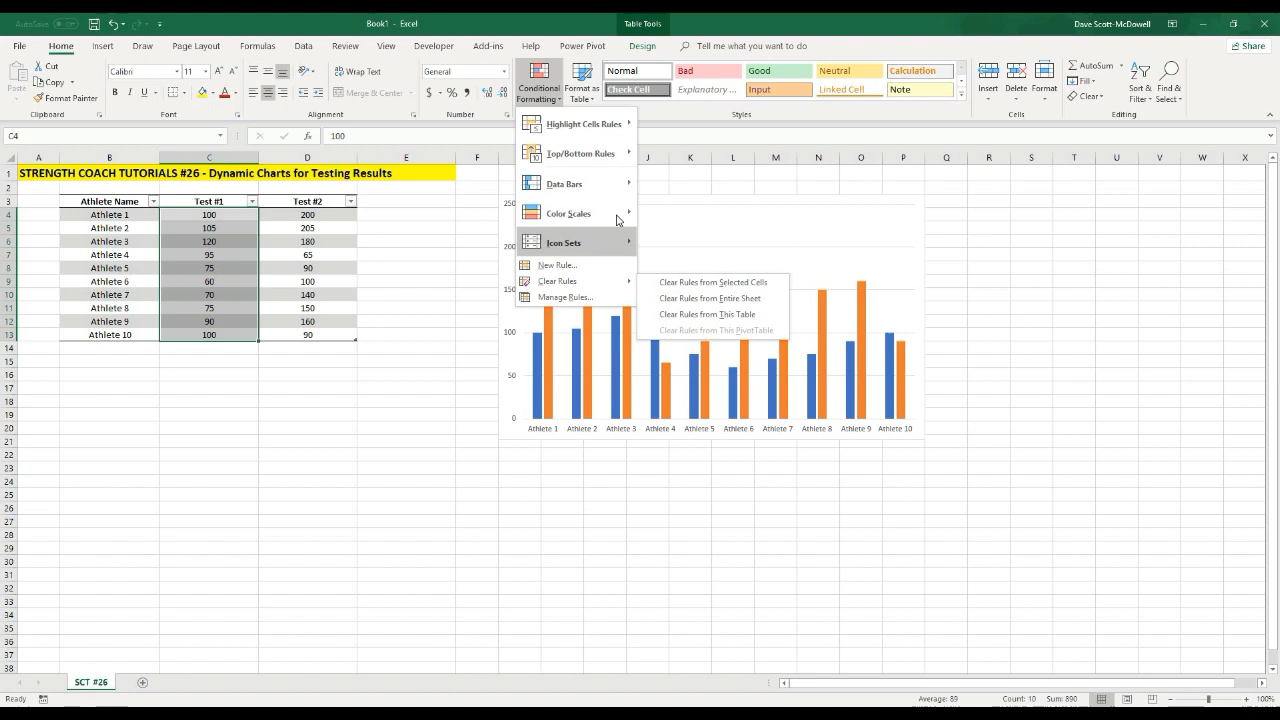 AutoSave Off Book1 - Excel Table Tools Dave Scott-McDowell
File Home Insert Draw Page Layout Formulas Data Review View Developer Add-ins Help Power Pivot Design Tell me what you want to do Share
Cut
Copy
Format Painter
Paste
Clipboard
Calibri 11
B I U
Font
Wrap Text
Merge & Center
Alignment
General
$ % ,
Number
Conditional Formatting
Format as Table
Normal Bad Good Neutral Calculation
Check Cell Explanatory ... Input Linked Cell Note
Styles
Insert Delete Format
Cells
AutoSum
Fill
Clear
Sort & Filter
Find & Select
Editing
C4 fx 100
A B C D E F J K L M N O P Q R S T U V W X
1 STRENGTH COACH TUTORIALS #26 - Dynamic Charts for Testing Results
2
3 Athlete Name Test #1 Test #2
4 Athlete 1 100 200
5 Athlete 2 105 205
6 Athlete 3 120 180
7 Athlete 4 95 65
8 Athlete 5 75 90
9 Athlete 6 60 100
10 Athlete 7 70 140
11 Athlete 8 75 150
12 Athlete 9 90 160
13 Athlete 10 100 90
14
15
16
17
18
19
20
21
22
23
24
25
26
27
28
29
30
31
32
33
34
35
36
37
38
Highlight Cells Rules
Top/Bottom Rules
Data Bars
Color Scales
Icon Sets
New Rule...
Clear Rules
Manage Rules...
Clear Rules from Selected Cells
Clear Rules from Entire Sheet
Clear Rules from This Table
Clear Rules from This PivotTable
250
200
150
100
50
0
Athlete 1 Athlete 2 Athlete 3 Athlete 4 Athlete 5 Athlete 6 Athlete 7 Athlete 8 Athlete 9 Athlete 10
SCT #26
Ready Average: 89 Count: 10 Sum: 890 100%